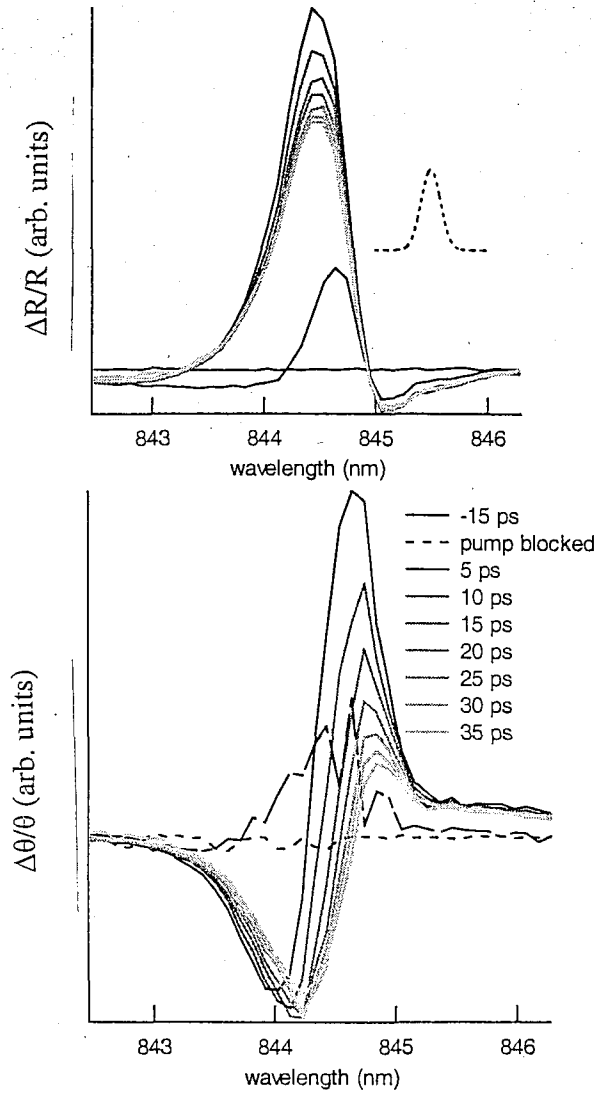 ΔR/R (arb. units)
843
844
845
846
wavelength (nm)
-15 ps
pump blocked
5 ps
10 ps
15 ps
20 ps
25 ps
30 ps
35 ps
Δθ/θ (arb. units)
843
844
845
846
wavelength (nm)